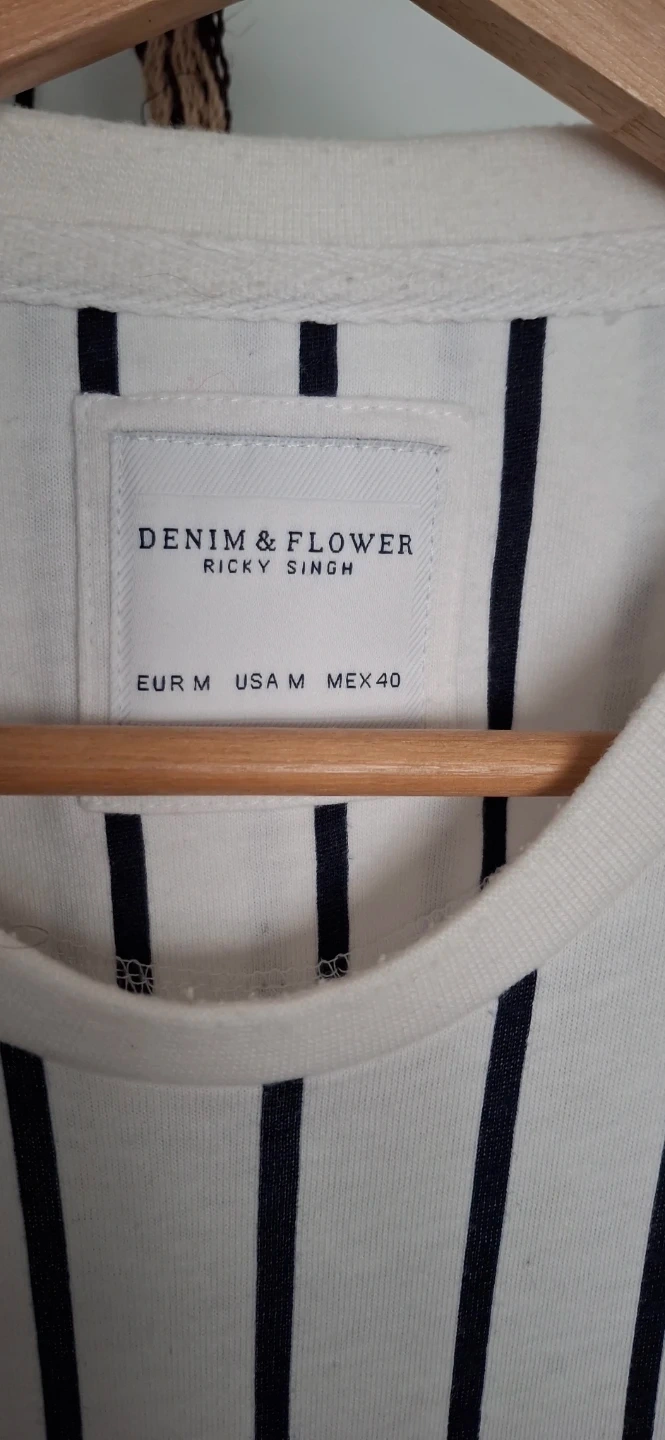 DENIM & FLOWER
RICKY SINGH
EUR M USA M MEX 40